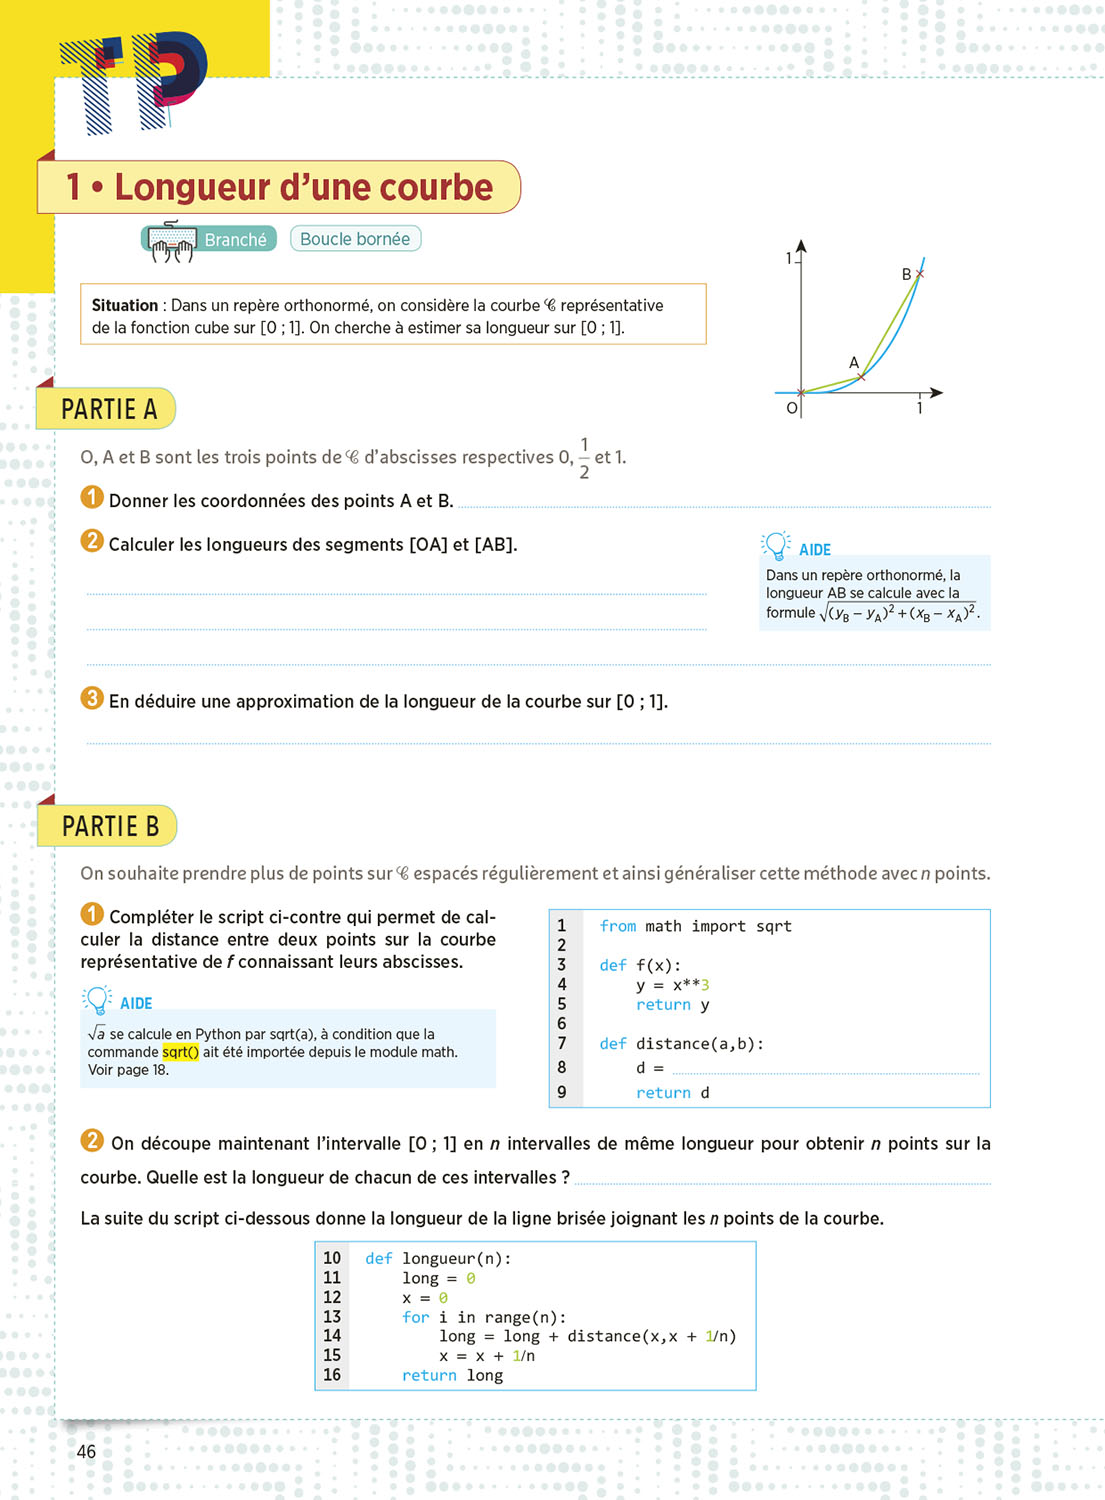 TP
1 • Longueur d'une courbe
Branché
Boucle bornée
Situation : Dans un repère orthonormé, on considère la courbe 𝒞 représentative
de la fonction cube sur [0 ; 1]. On cherche à estimer sa longueur sur [0 ; 1].
1
B
A
O
1
PARTIE A
O, A et B sont les trois points de 𝒞 d'abscisses respectives 0, 1/2 et 1.
1 Donner les coordonnées des points A et B.
2 Calculer les longueurs des segments [OA] et [AB].
AIDE
Dans un repère orthonormé, la
longueur AB se calcule avec la
formule √((y_B – y_A)² + (x_B – x_A)²).
3 En déduire une approximation de la longueur de la courbe sur [0 ; 1].
PARTIE B
On souhaite prendre plus de points sur 𝒞 espacés régulièrement et ainsi généraliser cette méthode avec n points.
1 Compléter le script ci-contre qui permet de cal-
culer la distance entre deux points sur la courbe
représentative de f connaissant leurs abscisses.
AIDE
√a se calcule en Python par sqrt(a), à condition que la
commande sqrt() ait été importée depuis le module math.
Voir page 18.
1 from math import sqrt
2
3 def f(x):
4 y = x**3
5 return y
6
7 def distance(a,b):
8 d =
9 return d
2 On découpe maintenant l'intervalle [0 ; 1] en n intervalles de même longueur pour obtenir n points sur la
courbe. Quelle est la longueur de chacun de ces intervalles ?
La suite du script ci-dessous donne la longueur de la ligne brisée joignant les n points de la courbe.
10 def longueur(n):
11 long = 0
12 x = 0
13 for i in range(n):
14 long = long + distance(x,x + 1/n)
15 x = x + 1/n
16 return long
46